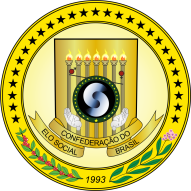 CONFEDERAÇÃO DO
ELO SOCIAL BRASIL
1993